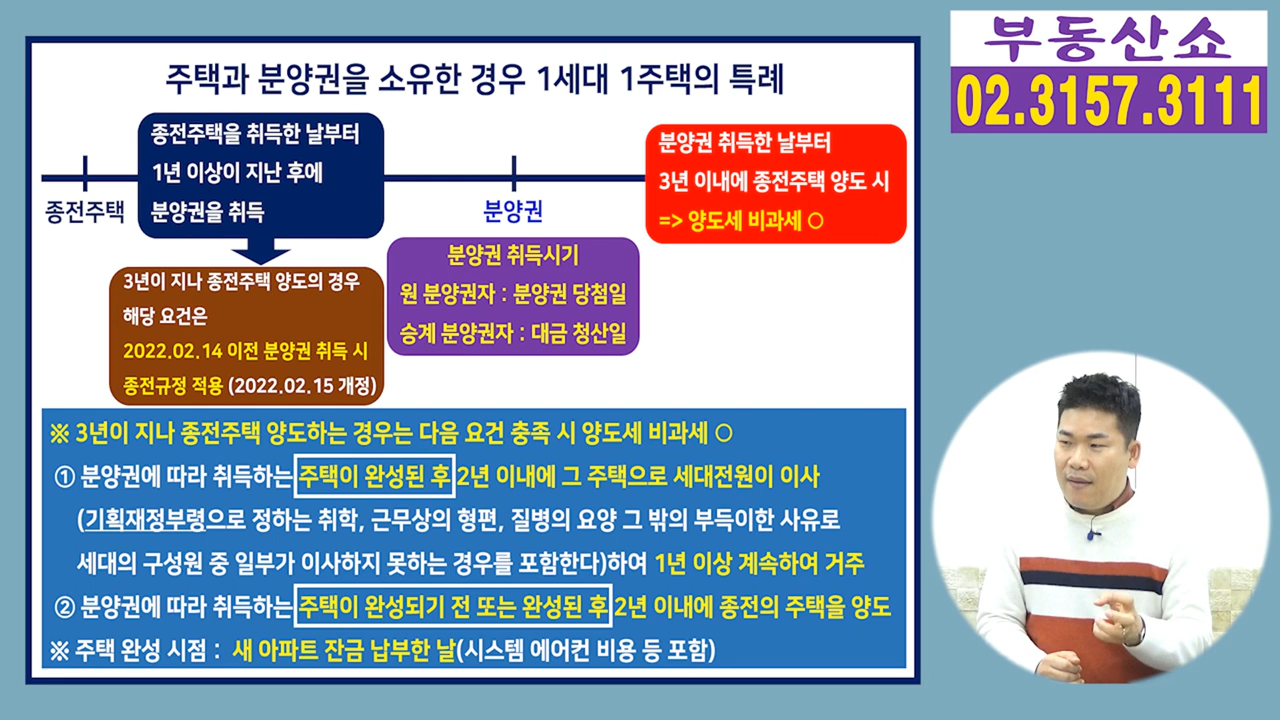 부동산쇼
02.3157.3111
주택과 분양권을 소유한 경우 1세대 1주택의 특례
종전주택을 취득한 날부터
1년 이상이 지난 후에
분양권을 취득
종전주택
분양권
분양권 취득한 날부터
3년 이내에 종전주택 양도 시
=> 양도세 비과세 ○
3년이 지나 종전주택 양도의 경우
해당 요건은
2022.02.14 이전 분양권 취득 시
종전규정 적용 (2022.02.15 개정)
분양권 취득시기
원 분양권자 : 분양권 당첨일
승계 분양권자 : 대금 청산일
※ 3년이 지나 종전주택 양도하는 경우는 다음 요건 충족 시 양도세 비과세 ○
① 분양권에 따라 취득하는 주택이 완성된 후 2년 이내에 그 주택으로 세대전원이 이사
(기획재정부령으로 정하는 취학, 근무상의 형편, 질병의 요양 그 밖의 부득이한 사유로
세대의 구성원 중 일부가 이사하지 못하는 경우를 포함한다)하여 1년 이상 계속하여 거주
② 분양권에 따라 취득하는 주택이 완성되기 전 또는 완성된 후 2년 이내에 종전의 주택을 양도
※ 주택 완성 시점 : 새 아파트 잔금 납부한 날(시스템 에어컨 비용 등 포함)